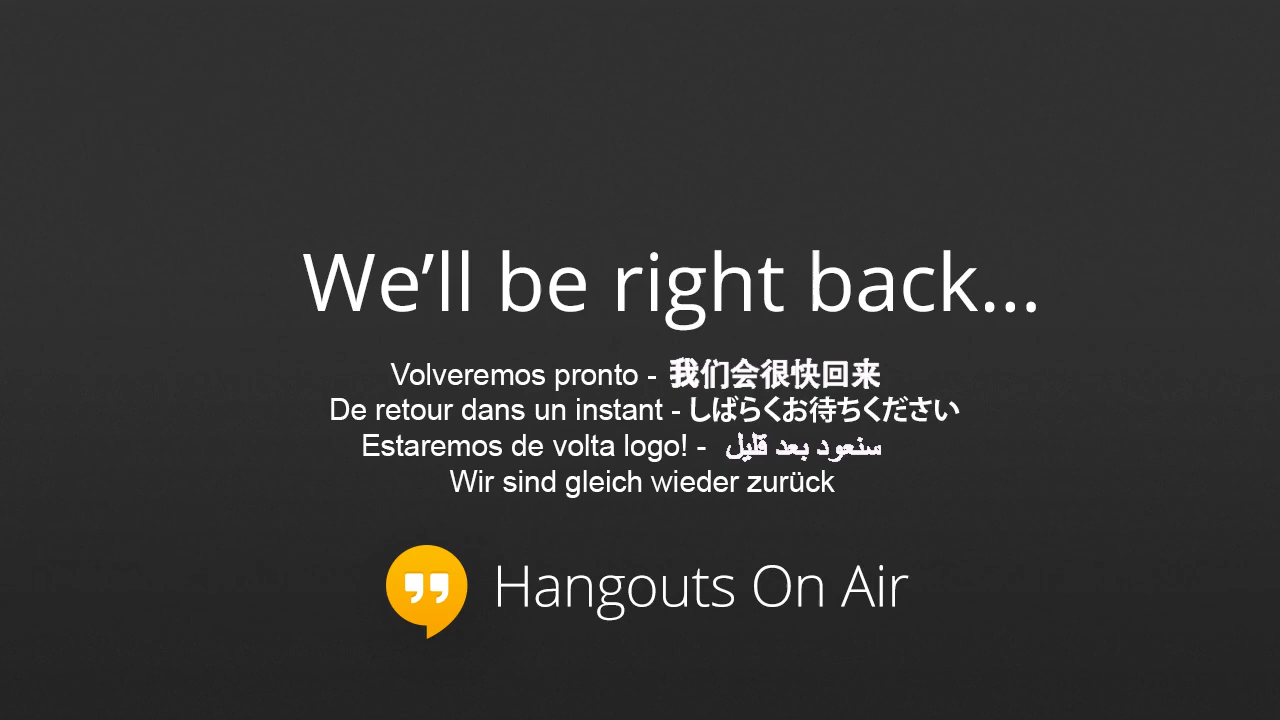 We’ll be right back...
Volveremos pronto - 我们会很快回来
De retour dans un instant - しばらくお待ちください
Estaremos de volta logo! - سنعود بعد قليل
Wir sind gleich wieder zurück
Hangouts On Air